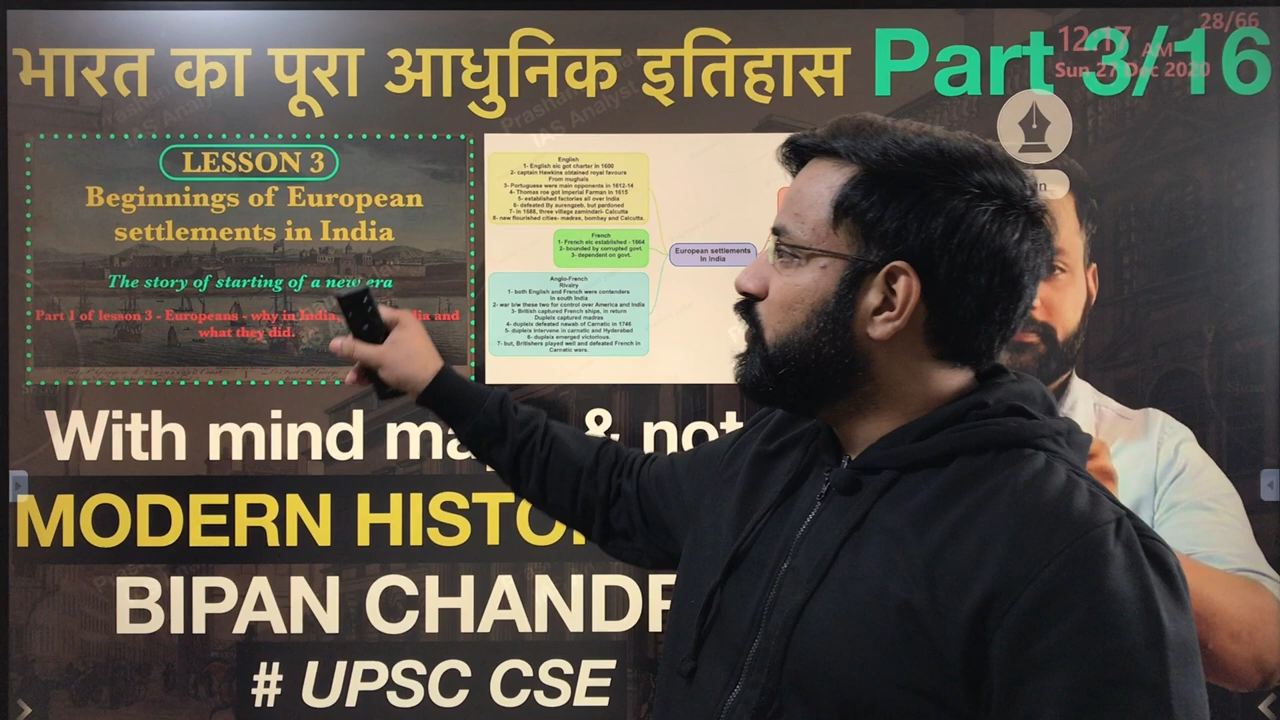 भारत का पूरा आधुनिक इतिहास Part 3/16
28/66
12:17 AM
Sun 27 Dec 2020
LESSON 3
Beginnings of European
settlements in India
The story of starting of a new era
Part 1 of lesson 3 - Europeans - why in India, and
what they did.
English
1- English eic got charter in 1600
2- captain Hawkins obtained royal favours
From mughals
3- Portuguese were main opponents in 1612-14
4- Thomas roe got Imperial Farman in 1615
5- established factories all over India
6- defeated By aurengzeb, but pardoned
7- in 1688, three village zamindari- Calcutta
8- new flourished cities- madras, bombay and Calcutta.
French
1- French eic established - 1664
2- bounded by corrupted govt.
3- dependent on govt.
European settlements
In India
Anglo-French
Rivalry
1- both English and French were contenders
in south India
2- war b/w these two for control over America and India
3- British captured French ships, in return
Dupleix captured madras
4- dupleix defeated nawab of Carnatic in 1746
5- dupleix intervene in carnatic and Hyderabad
6- dupleix emerged victorious.
7- but, Britishers played well and defeated French in
Carnatic wars.
With mind ma & not
MODERN HISTO
BIPAN CHAND
# UPSC CSE